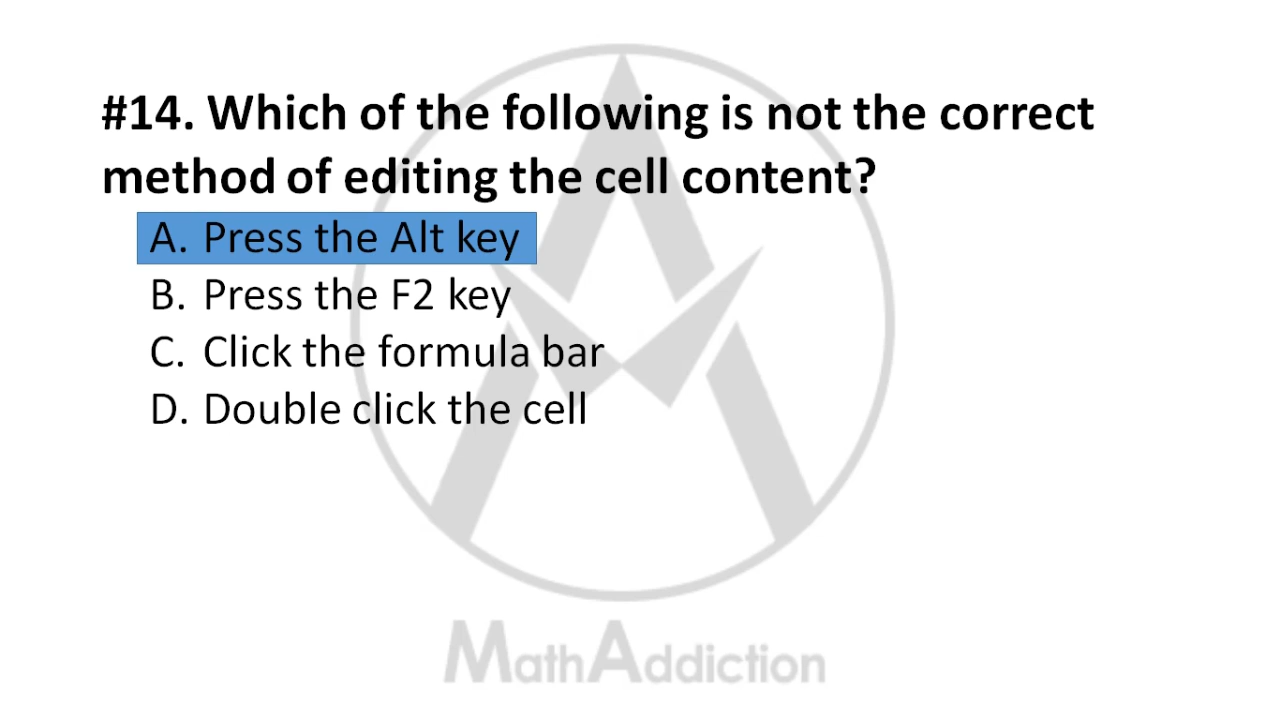 #14. Which of the following is not the correct
method of editing the cell content?
A. Press the Alt key
B. Press the F2 key
C. Click the formula bar
D. Double click the cell
MathAddiction